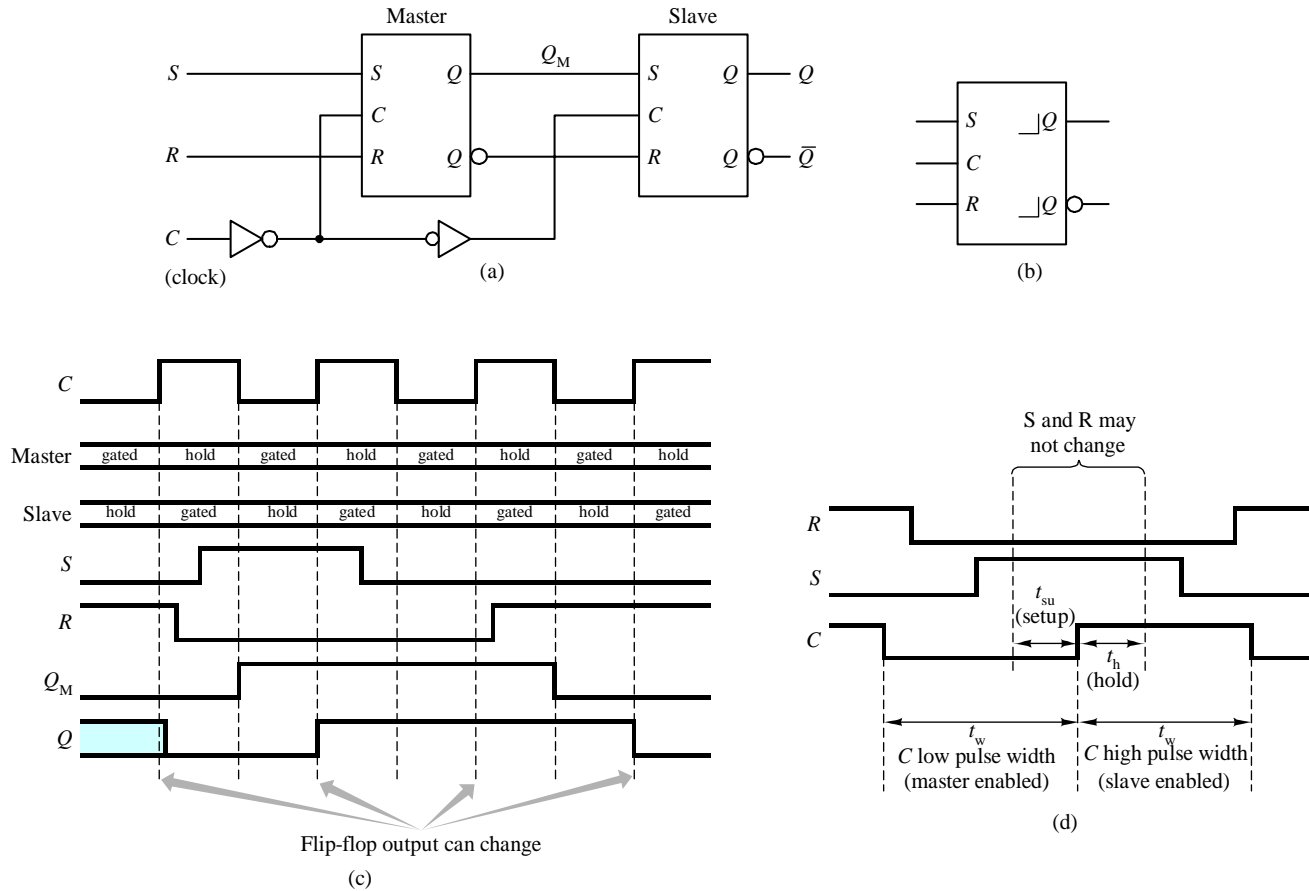 Master
Slave
S
S
Q
Q_M
S
Q
Q
C
C
R
R
Q
R
Q
Q̅
C
(clock)
(a)
S
Q
C
R
Q
(b)
C
Master
gated hold gated hold gated hold gated hold
Slave
hold gated hold gated hold gated hold gated
S
R
Q_M
Q
Flip-flop output can change
(c)
S and R may
not change
R
S
t_su
(setup)
C
t_h
(hold)
t_w
C low pulse width
(master enabled)
t_w
C high pulse width
(slave enabled)
(d)